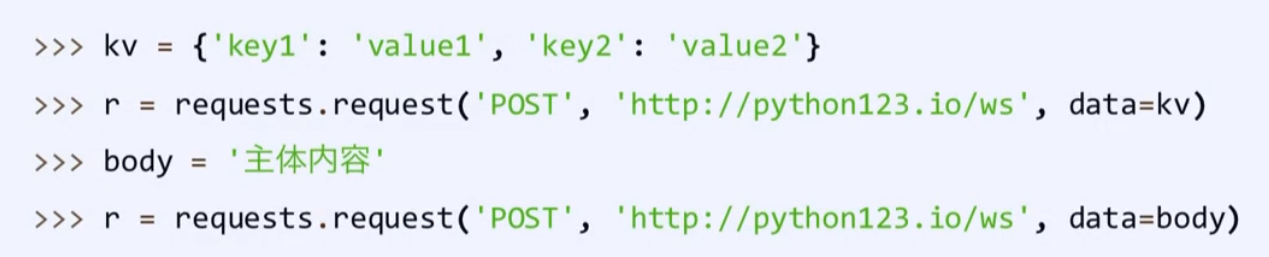 >>> kv = {'key1': 'value1', 'key2': 'value2'}
>>> r = requests.request('POST', 'http://python123.io/ws', data=kv)
>>> body = '主体内容'
>>> r = requests.request('POST', 'http://python123.io/ws', data=body)